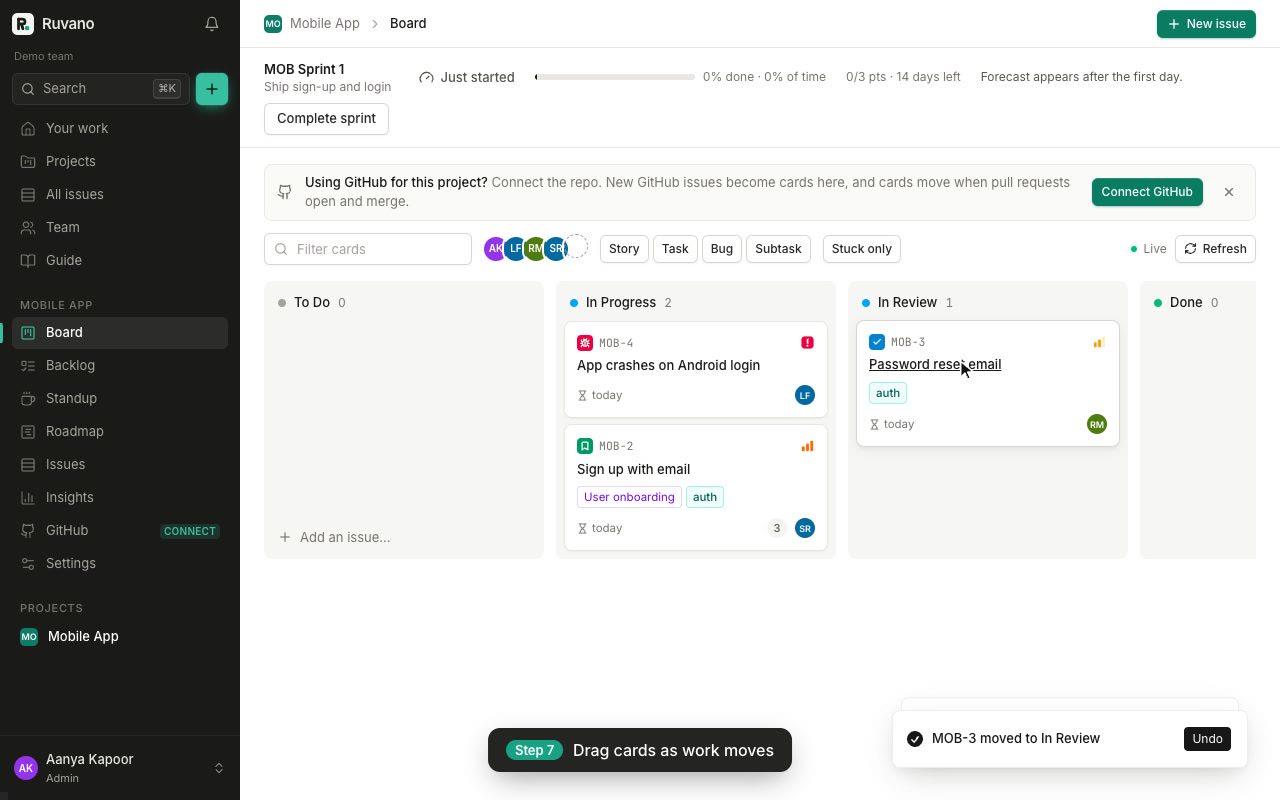 Ruvano
Demo team
Search ⌘K
Your work
Projects
All issues
Team
Guide
MOBILE APP
Board
Backlog
Standup
Roadmap
Issues
Insights
GitHub CONNECT
Settings
PROJECTS
MO Mobile App
AK Aanya Kapoor
Admin
MO Mobile App > Board
+ New issue
MOB Sprint 1
Ship sign-up and login
Just started
0% done · 0% of time
0/3 pts · 14 days left
Forecast appears after the first day.
Complete sprint
Using GitHub for this project? Connect the repo. New GitHub issues become cards here, and cards move when pull requests
open and merge.
Connect GitHub
Filter cards
AK LF RM SR
Story Task Bug Subtask Stuck only
Live
Refresh
To Do 0
+ Add an issue...
In Progress 2
MOB-4
App crashes on Android login
today LF
MOB-2
Sign up with email
User onboarding auth
today 3 SR
In Review 1
MOB-3
Password reset email
auth
today RM
Done 0
Step 7 Drag cards as work moves
MOB-3 moved to In Review Undo